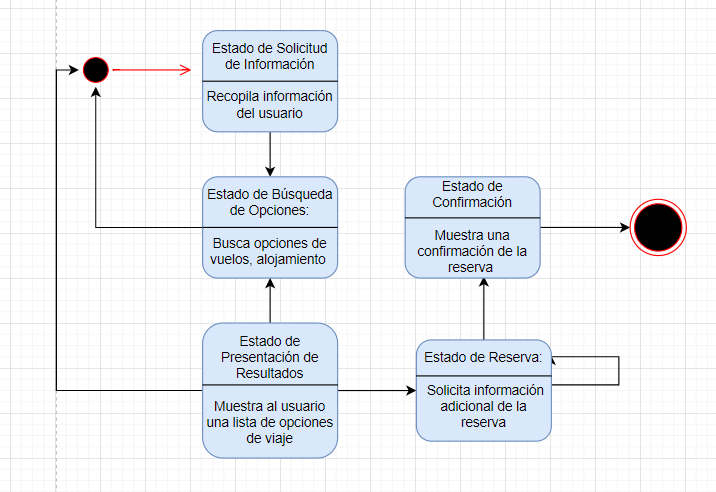 Estado de Solicitud
de Información
Recopila información
del usuario
Estado de Búsqueda
de Opciones:
Busca opciones de
vuelos, alojamiento
Estado de
Confirmación
Muestra una
confirmación de la
reserva
Estado de
Presentación de
Resultados
Muestra al usuario
una lista de opciones
de viaje
Estado de Reserva:
Solicita información
adicional de la
reserva